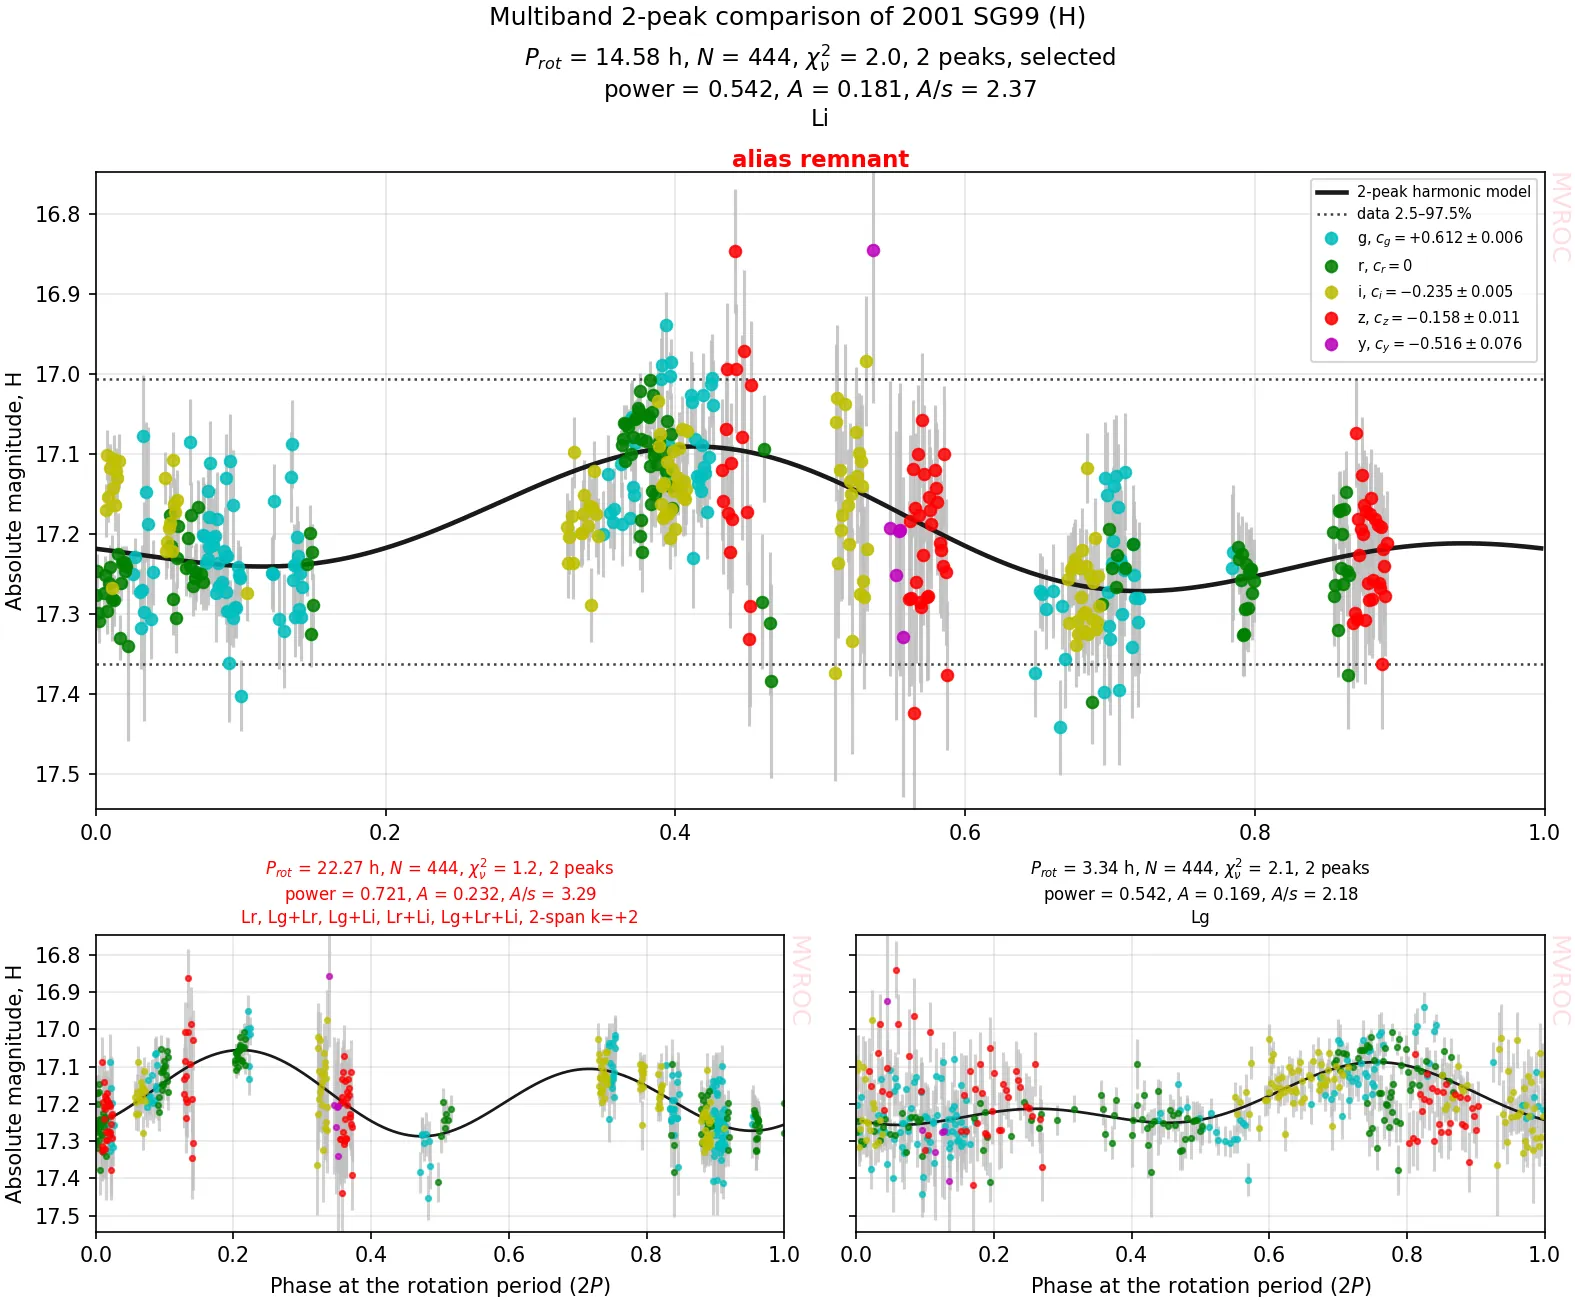 Multiband 2-peak comparison of 2001 SG99 (H)
P_rot = 14.58 h, N = 444, χ²_ν = 2.0, 2 peaks, selected
power = 0.542, A = 0.181, A/s = 2.37
Li
alias remnant
2-peak harmonic model
data 2.5–97.5%
g, c_g = +0.612 ± 0.006
r, c_r = 0
i, c_i = −0.235 ± 0.005
z, c_z = −0.158 ± 0.011
y, c_y = −0.516 ± 0.076
MVROC
Absolute magnitude, H
16.8
16.9
17.0
17.1
17.2
17.3
17.4
17.5
0.0 0.2 0.4 0.6 0.8 1.0
P_rot = 22.27 h, N = 444, χ²_ν = 1.2, 2 peaks
power = 0.721, A = 0.232, A/s = 3.29
Lr, Lg+Lr, Lg+Li, Lr+Li, Lg+Lr+Li, 2-span k=+2
MVROC
Absolute magnitude, H
16.8
16.9
17.0
17.1
17.2
17.3
17.4
17.5
0.0 0.2 0.4 0.6 0.8 1.0
Phase at the rotation period (2P)
P_rot = 3.34 h, N = 444, χ²_ν = 2.1, 2 peaks
power = 0.542, A = 0.169, A/s = 2.18
Lg
MVROC
0.0 0.2 0.4 0.6 0.8 1.0
Phase at the rotation period (2P)